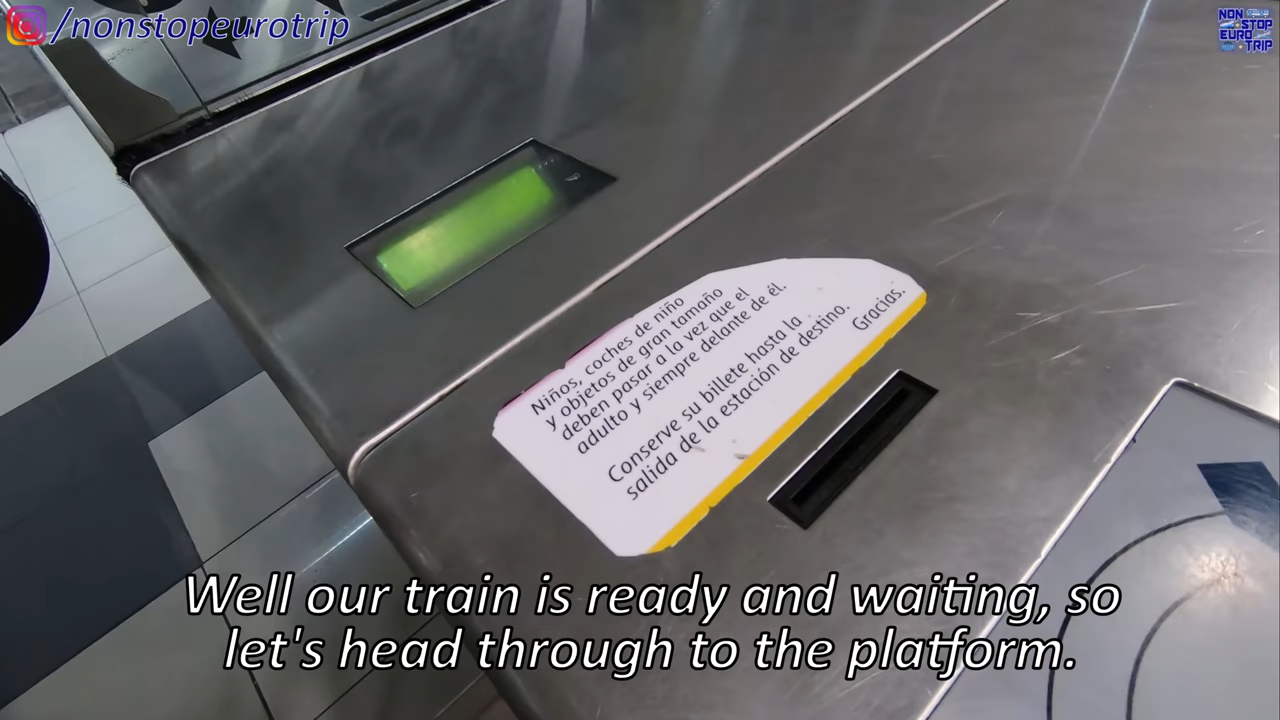 /nonstopeurotrip
NON
STOP
EURO
TRIP
Niños, coches de niño
y objetos de gran tamaño
deben pasar a la vez que el
adulto y siempre delante de él.
Conserve su billete hasta la
salida de la estación de destino.
Gracias.
Well our train is ready and waiting, so
let's head through to the platform.